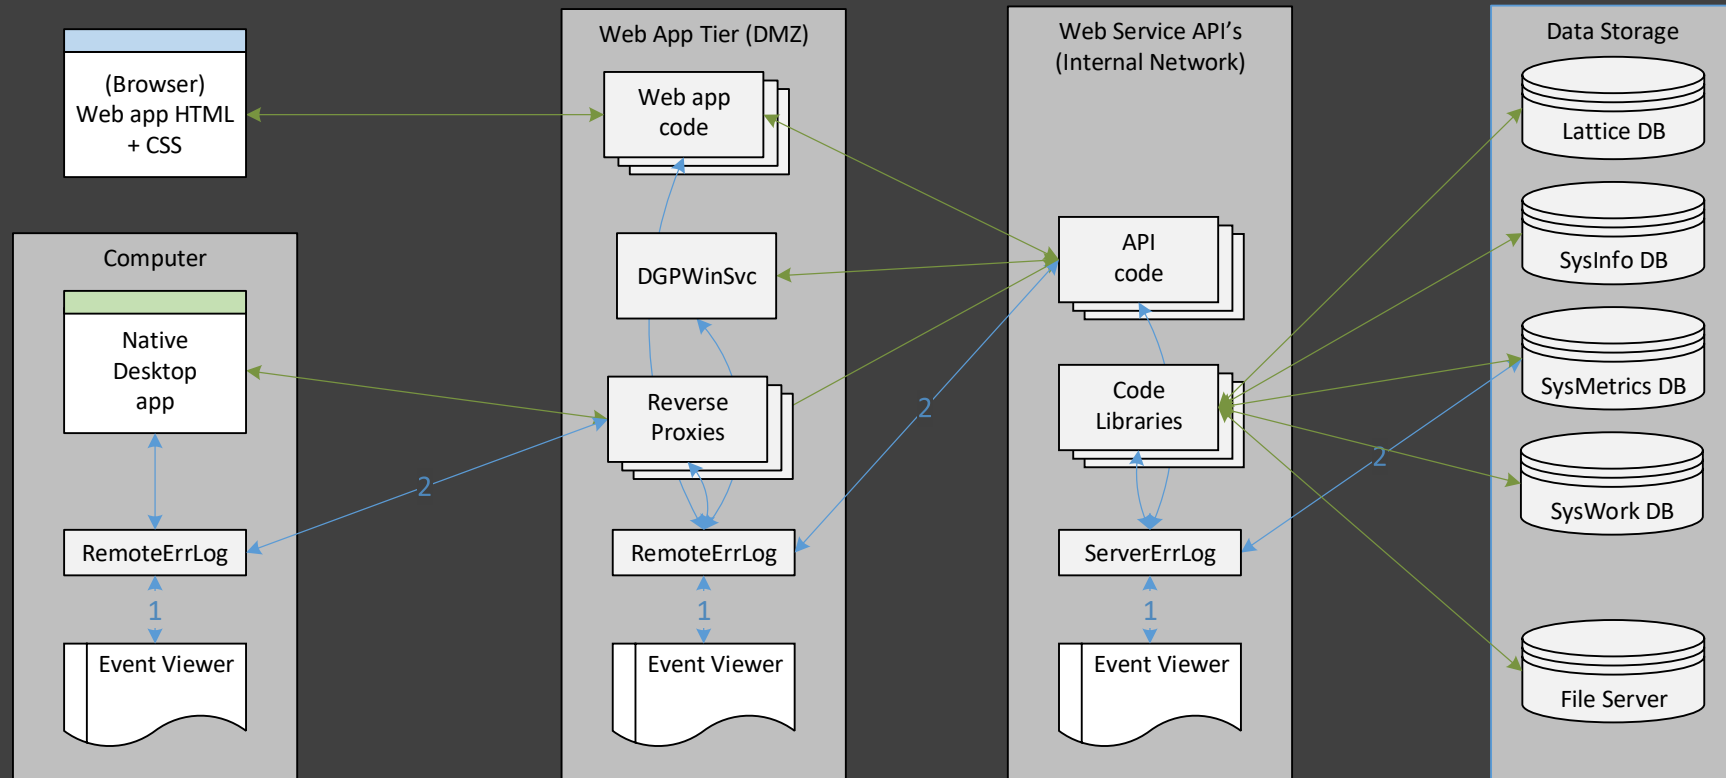 (Browser)
Web app HTML
+ CSS
Computer
Native
Desktop
app
RemoteErrLog
1
Event Viewer
2
Web App Tier (DMZ)
Web app
code
DGPWinSvc
Reverse
Proxies
RemoteErrLog
1
Event Viewer
2
Web Service API's
(Internal Network)
API
code
Code
Libraries
ServerErrLog
1
Event Viewer
2
Data Storage
Lattice DB
SysInfo DB
SysMetrics DB
SysWork DB
File Server